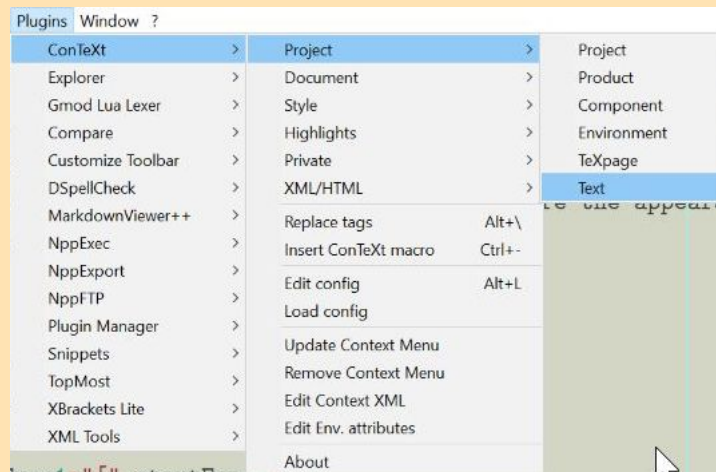 Plugins Window ?
ConTeXt >
Explorer >
Gmod Lua Lexer >
Compare >
Customize Toolbar >
DSpellCheck >
MarkdownViewer++ >
NppExec >
NppExport >
NppFTP >
Plugin Manager >
Snippets >
TopMost >
XBrackets Lite >
XML Tools >
Project >
Document >
Style >
Highlights >
Private >
XML/HTML >
Replace tags Alt+\
Insert ConTeXt macro Ctrl+-
Edit config Alt+L
Load config
Update Context Menu
Remove Context Menu
Edit Context XML
Edit Env. attributes
About
Project
Product
Component
Environment
TeXpage
Text
the appear